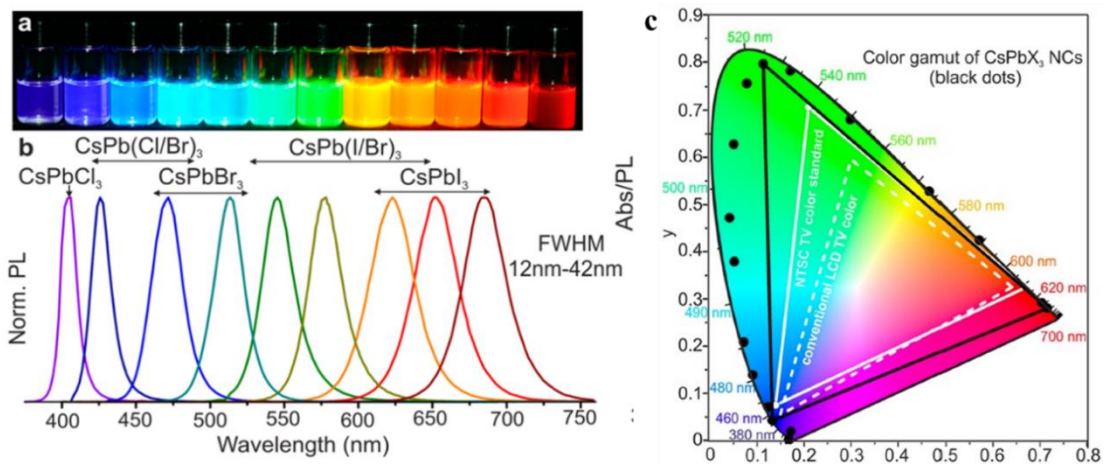 a
b
CsPb(Cl/Br)₃
CsPb(I/Br)₃
CsPbCl₃
CsPbBr₃
CsPbI₃
FWHM
12nm-42nm
Norm. PL
400 450 500 550 600 650 700 750
Wavelength (nm)
Abs/PL
c
0.9
0.8
0.7
0.6
0.5
0.4
0.3
0.2
0.1
0
y
0 0.1 0.2 0.3 0.4 0.5 0.6 0.7 0.8
Color gamut of CsPbX₃ NCs
(black dots)
520 nm
540 nm
560 nm
580 nm
600 nm
620 nm
700 nm
500 nm
490 nm
480 nm
460 nm
380 nm
NTSC TV color standard
conventional LCD TV color